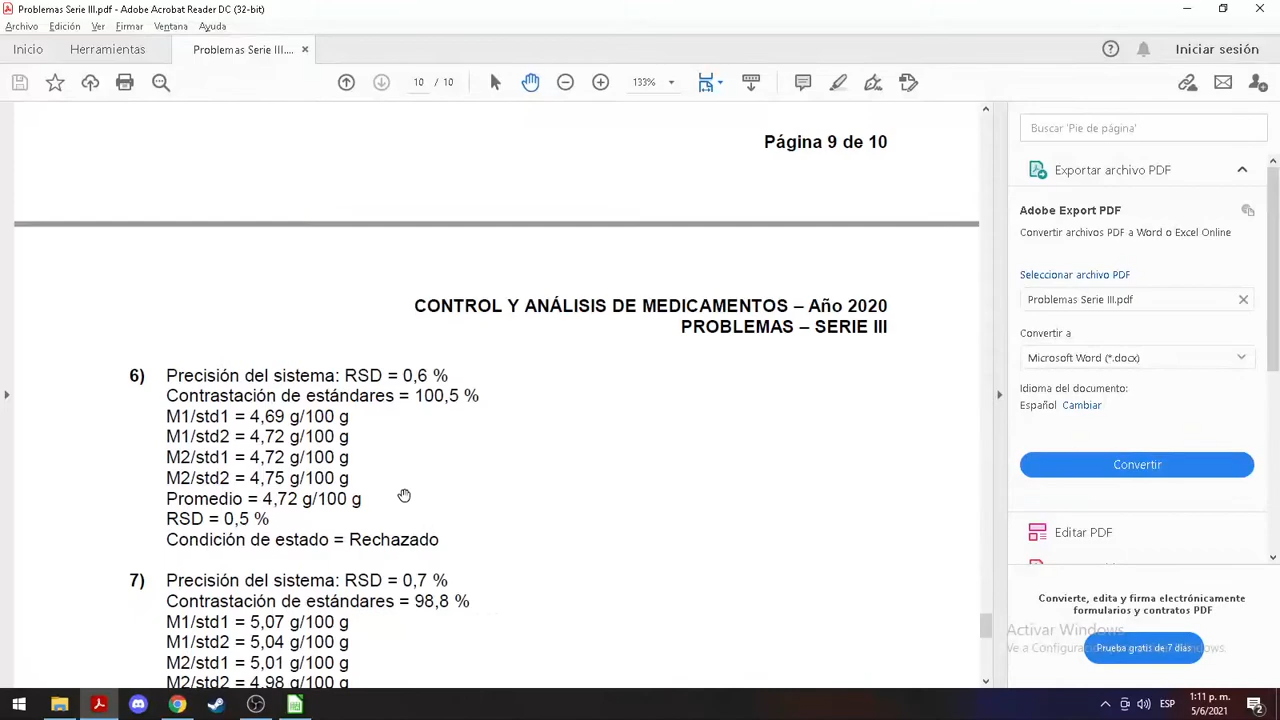 Problemas Serie III.pdf - Adobe Acrobat Reader DC (32-bit)
Archivo Edición Ver Firmar Ventana Ayuda
Inicio Herramientas Problemas Serie III.... × Iniciar sesión
10 / 10 133%
Página 9 de 10
CONTROL Y ANÁLISIS DE MEDICAMENTOS – Año 2020
PROBLEMAS – SERIE III
6) Precisión del sistema: RSD = 0,6 %
Contrastación de estándares = 100,5 %
M1/std1 = 4,69 g/100 g
M1/std2 = 4,72 g/100 g
M2/std1 = 4,72 g/100 g
M2/std2 = 4,75 g/100 g
Promedio = 4,72 g/100 g
RSD = 0,5 %
Condición de estado = Rechazado
7) Precisión del sistema: RSD = 0,7 %
Contrastación de estándares = 98,8 %
M1/std1 = 5,07 g/100 g
M1/std2 = 5,04 g/100 g
M2/std1 = 5,01 g/100 g
M2/std2 = 4,98 g/100 g
Buscar 'Pie de página'
Exportar archivo PDF
Adobe Export PDF
Convertir archivos PDF a Word o Excel Online
Seleccionar archivo PDF
Problemas Serie III.pdf
Convertir a
Microsoft Word (*.docx)
Idioma del documento:
Español Cambiar
Convertir
Editar PDF
Convierte, edita y firma electrónicamente
formularios y contratos PDF
Activar Windows
Ve a Configura
Prueba gratis de 7 días
ESP
1:11 p. m.
5/6/2021
2